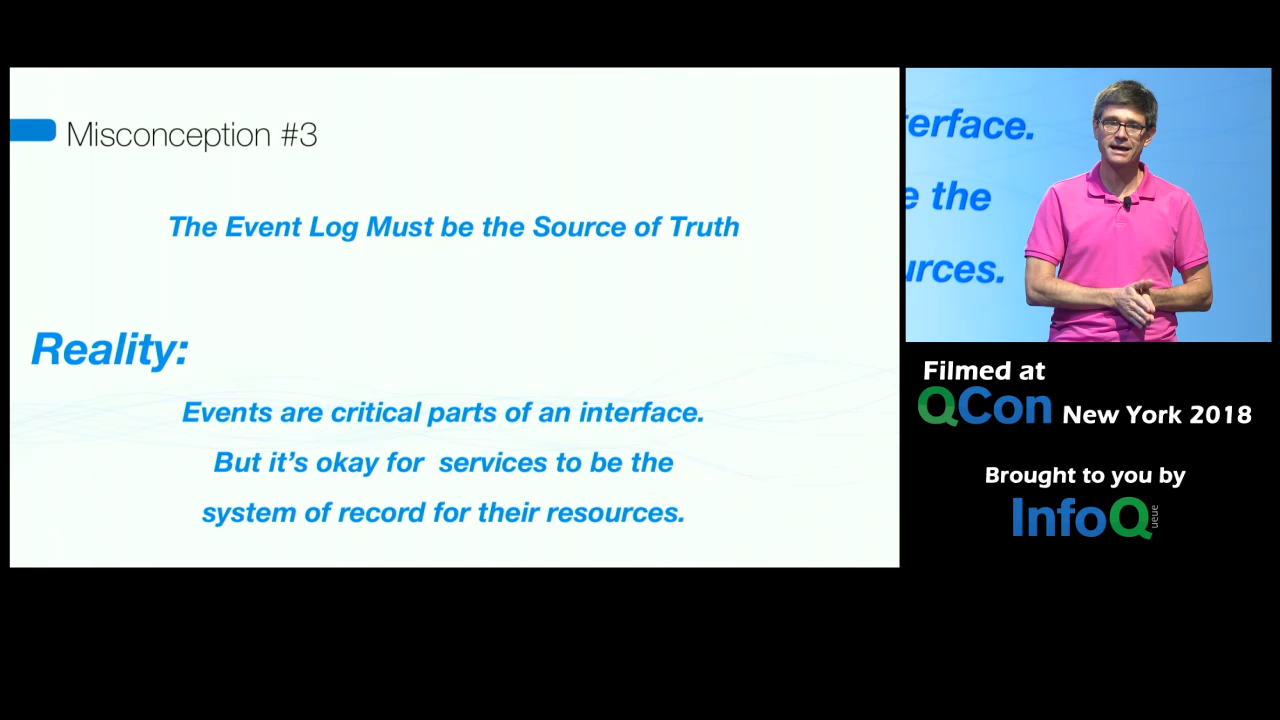 Misconception #3
The Event Log Must be the Source of Truth
Reality:
Events are critical parts of an interface.
But it's okay for services to be the
system of record for their resources.
erface.
e the
urces.
Filmed at
QCon New York 2018
Brought to you by
InfoQueue